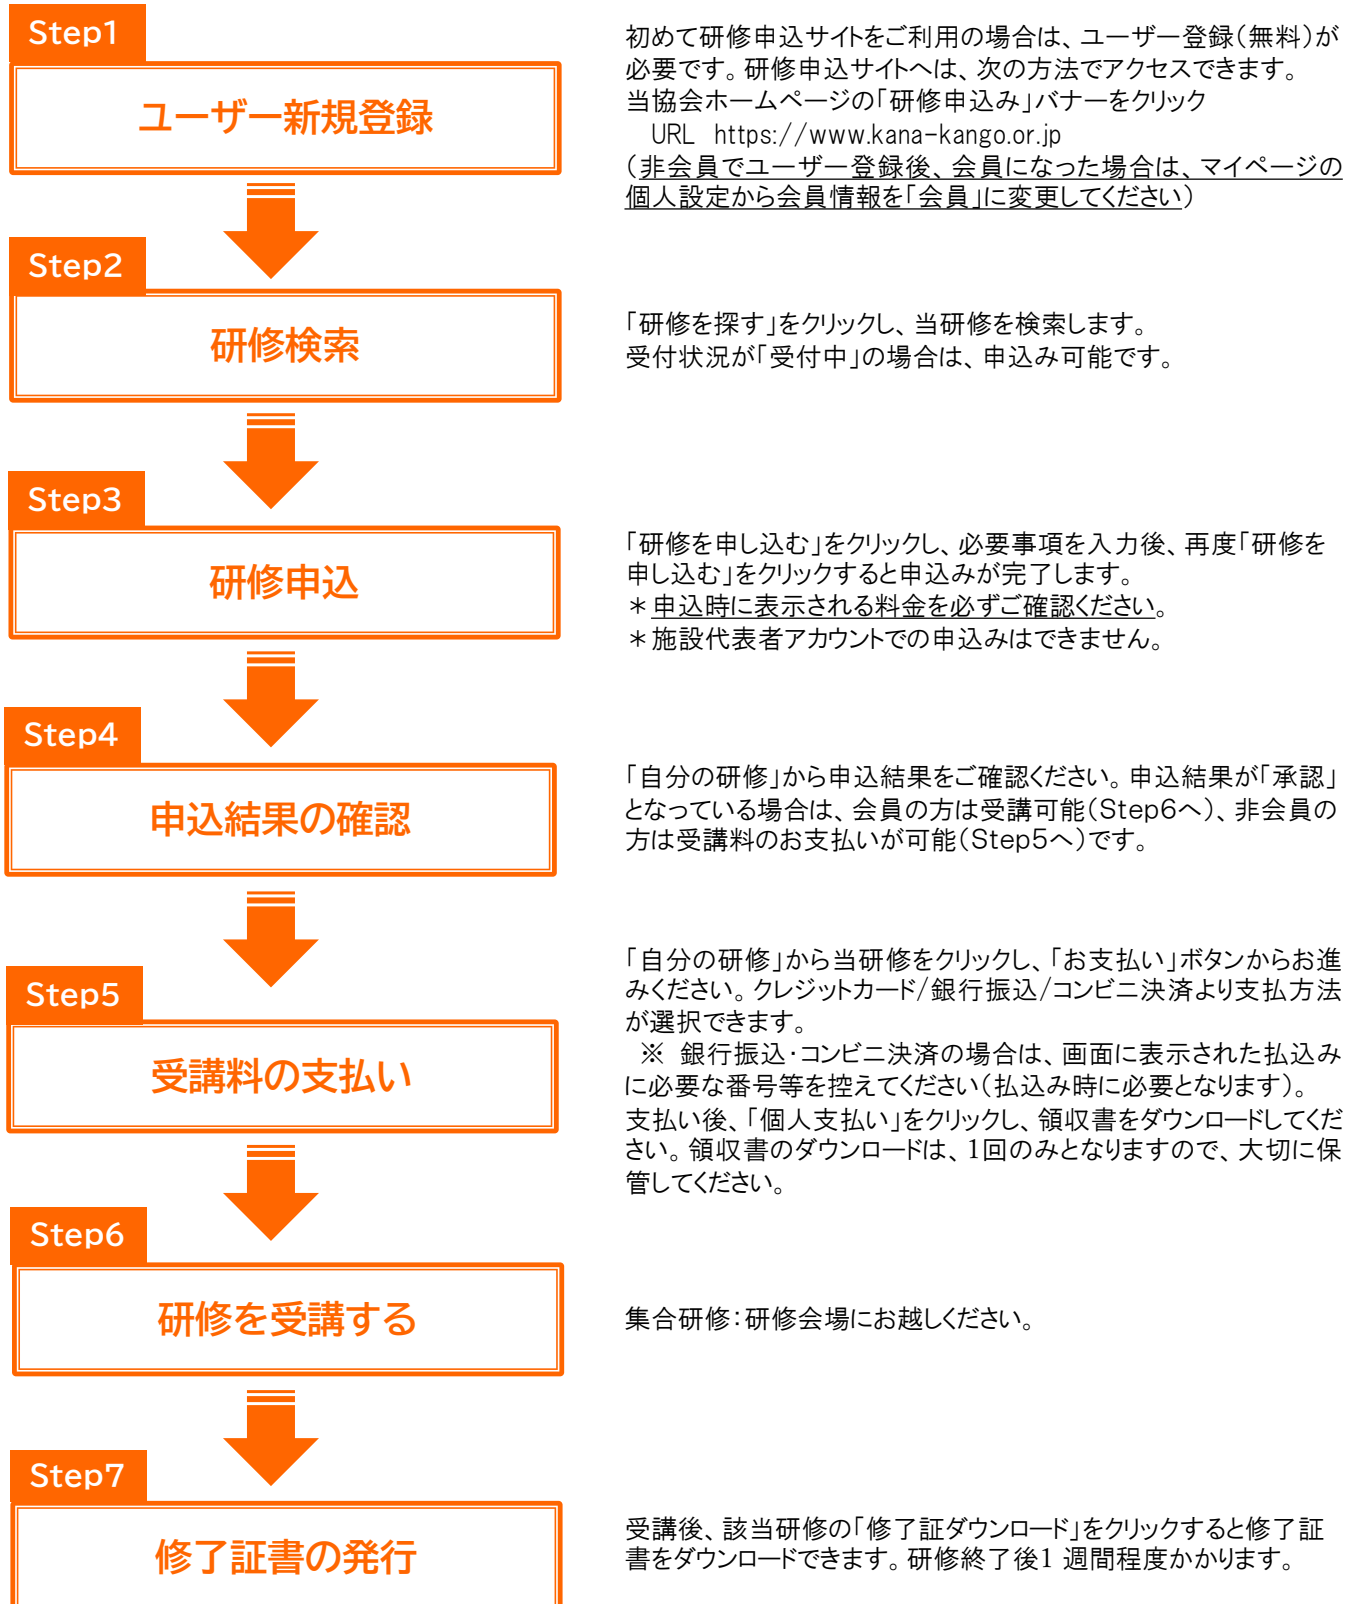 Step1
ユーザー新規登録
初めて研修申込サイトをご利用の場合は、ユーザー登録(無料)が
必要です。研修申込サイトへは、次の方法でアクセスできます。
当協会ホームページの「研修申込み」バナーをクリック
URL https://www.kana-kango.or.jp
(非会員でユーザー登録後、会員になった場合は、マイページの
個人設定から会員情報を「会員」に変更してください)
Step2
研修検索
「研修を探す」をクリックし、当研修を検索します。
受付状況が「受付中」の場合は、申込み可能です。
Step3
研修申込
「研修を申し込む」をクリックし、必要事項を入力後、再度「研修を
申し込む」をクリックすると申込みが完了します。
＊申込時に表示される料金を必ずご確認ください。
＊施設代表者アカウントでの申込みはできません。
Step4
申込結果の確認
「自分の研修」から申込結果をご確認ください。申込結果が「承認」
となっている場合は、会員の方は受講可能(Step6へ)、非会員の
方は受講料のお支払いが可能(Step5へ)です。
Step5
受講料の支払い
「自分の研修」から当研修をクリックし、「お支払い」ボタンからお進
みください。クレジットカード/銀行振込/コンビニ決済より支払方法
が選択できます。
※ 銀行振込・コンビニ決済の場合は、画面に表示された払込み
に必要な番号等を控えてください(払込み時に必要となります)。
支払い後、「個人支払い」をクリックし、領収書をダウンロードしてくだ
さい。領収書のダウンロードは、1回のみとなりますので、大切に保
管してください。
Step6
研修を受講する
集合研修：研修会場にお越しください。
Step7
修了証書の発行
受講後、該当研修の「修了証ダウンロード」をクリックすると修了証
書をダウンロードできます。研修終了後1 週間程度かかります。